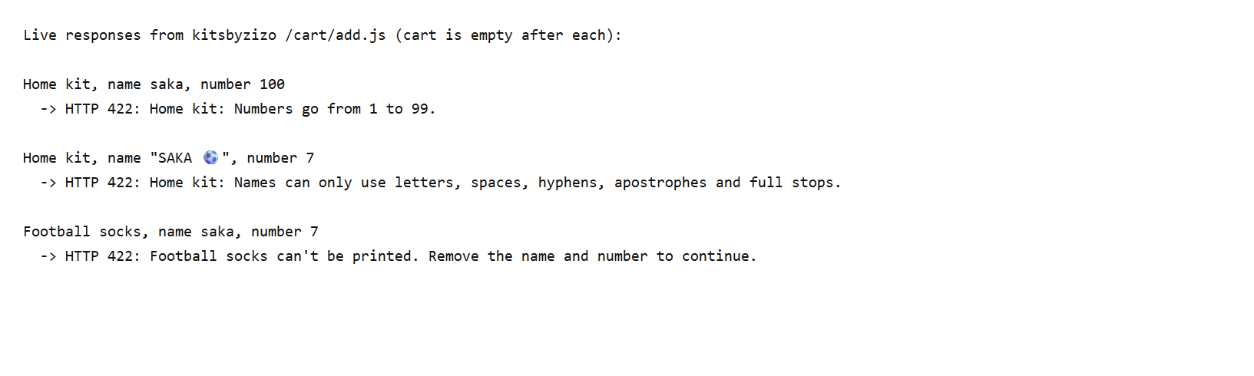 Live responses from kitsbyzizo /cart/add.js (cart is empty after each):
Home kit, name saka, number 100
-> HTTP 422: Home kit: Numbers go from 1 to 99.
Home kit, name "SAKA 🌎", number 7
-> HTTP 422: Home kit: Names can only use letters, spaces, hyphens, apostrophes and full stops.
Football socks, name saka, number 7
-> HTTP 422: Football socks can't be printed. Remove the name and number to continue.